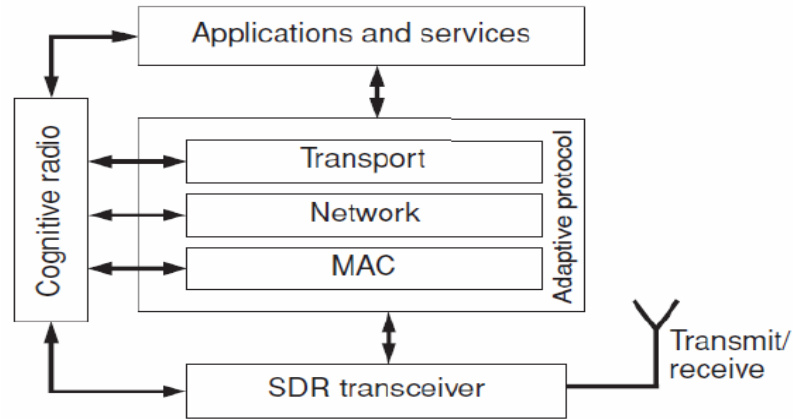 Applications and services
Cognitive radio
Transport
Network
MAC
Adaptive protocol
SDR transceiver
Transmit/
receive